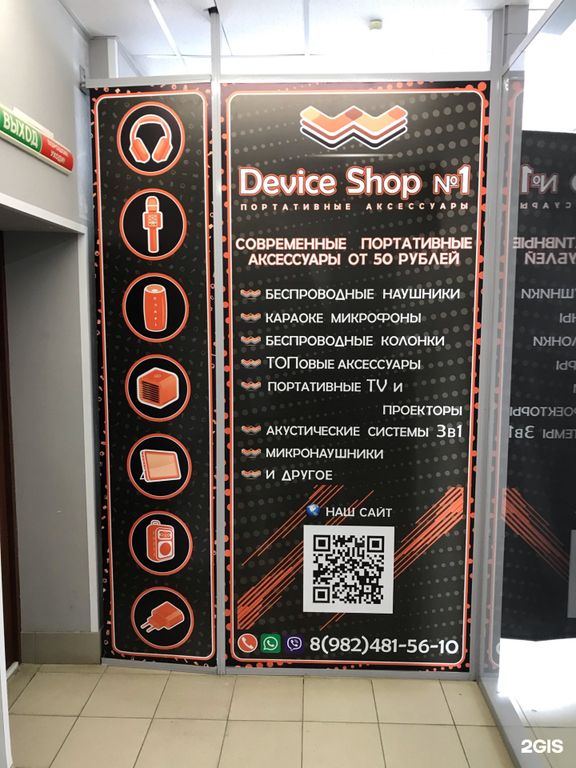 ВЫХОД
Device Shop №1
ПОРТАТИВНЫЕ АКСЕССУАРЫ
СОВРЕМЕННЫЕ ПОРТАТИВНЫЕ
АКСЕССУАРЫ ОТ 50 РУБЛЕЙ
БЕСПРОВОДНЫЕ НАУШНИКИ
КАРАОКЕ МИКРОФОНЫ
БЕСПРОВОДНЫЕ КОЛОНКИ
ТОПОВЫЕ АКСЕССУАРЫ
ПОРТАТИВНЫЕ TV И
ПРОЕКТОРЫ
АКУСТИЧЕСКИЕ СИСТЕМЫ 3в1
МИКРОНАУШНИКИ
И ДРУГОЕ
НАШ САЙТ
8(982)481-56-10
2GIS